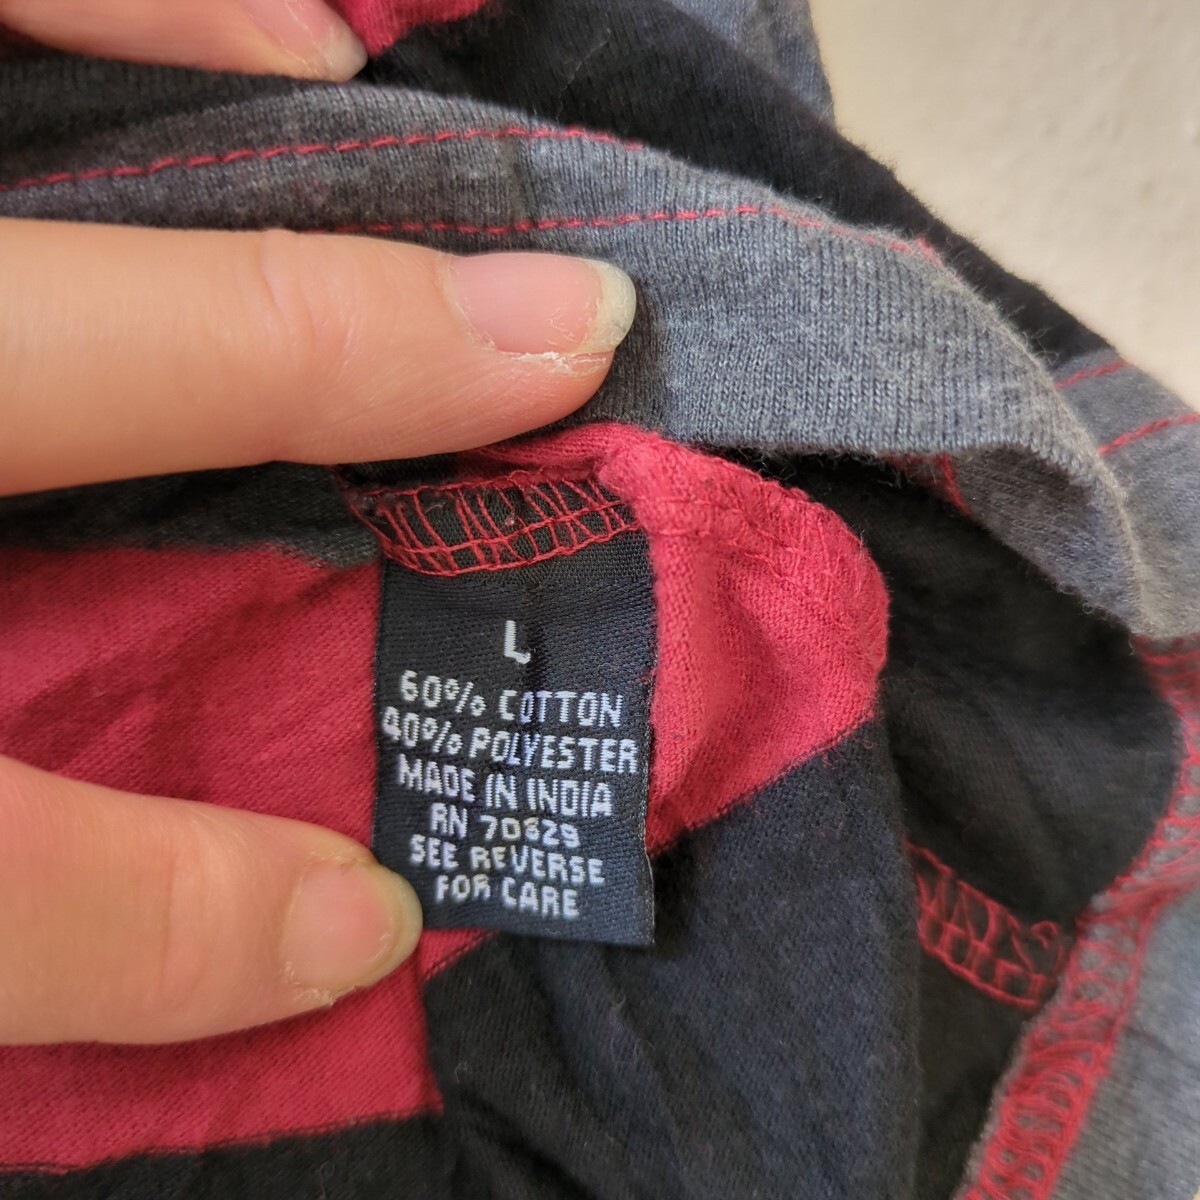 L
60% COTTON
40% POLYESTER
MADE IN INDIA
RN 70829
SEE REVERSE
FOR CARE